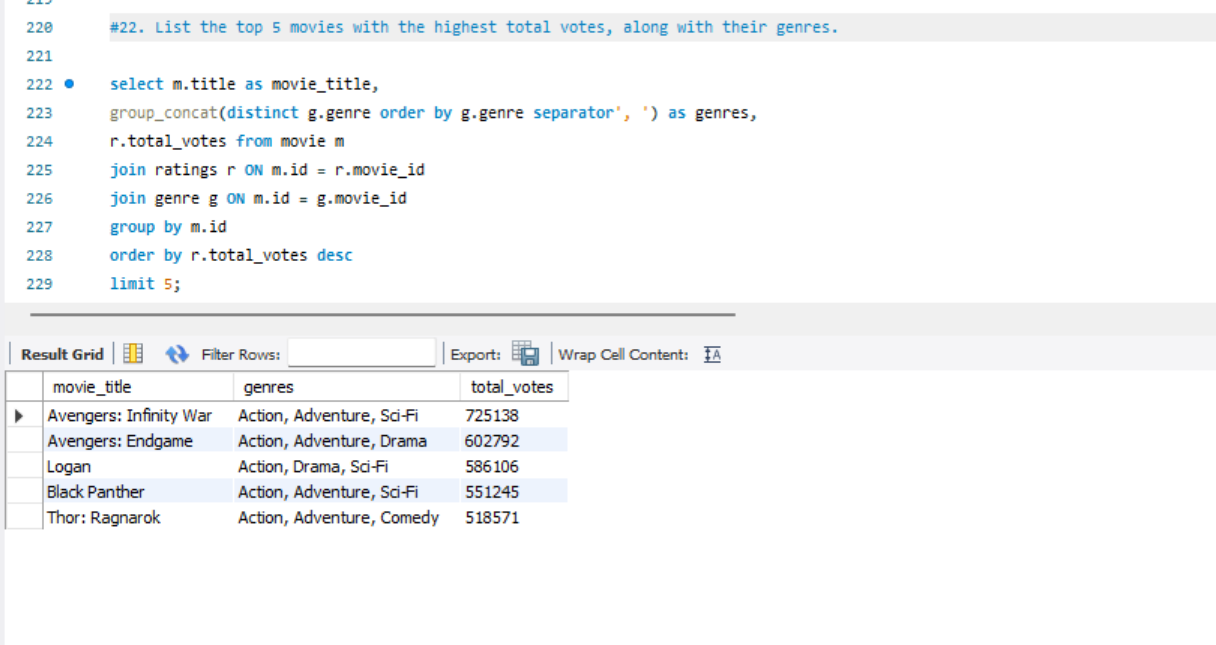 219
220 #22. List the top 5 movies with the highest total votes, along with their genres.
221
222 select m.title as movie_title,
223 group_concat(distinct g.genre order by g.genre separator', ') as genres,
224 r.total_votes from movie m
225 join ratings r ON m.id = r.movie_id
226 join genre g ON m.id = g.movie_id
227 group by m.id
228 order by r.total_votes desc
229 limit 5;
Result Grid Filter Rows: Export: Wrap Cell Content: IA
movie_title genres total_votes
Avengers: Infinity War Action, Adventure, Sci-Fi 725138
Avengers: Endgame Action, Adventure, Drama 602792
Logan Action, Drama, Sci-Fi 586106
Black Panther Action, Adventure, Sci-Fi 551245
Thor: Ragnarok Action, Adventure, Comedy 518571